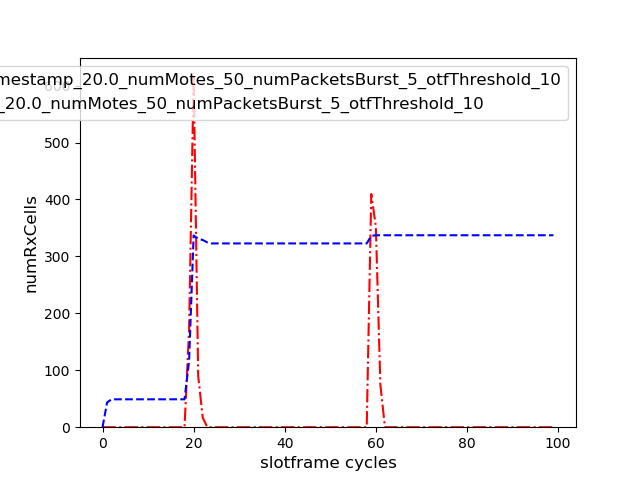 mestamp_20.0_numMotes_50_numPacketsBurst_5_otfThreshold_10
_20.0_numMotes_50_numPacketsBurst_5_otfThreshold_10
600
500
400
300
200
100
0
numRxCells
0 20 40 60 80 100
slotframe cycles